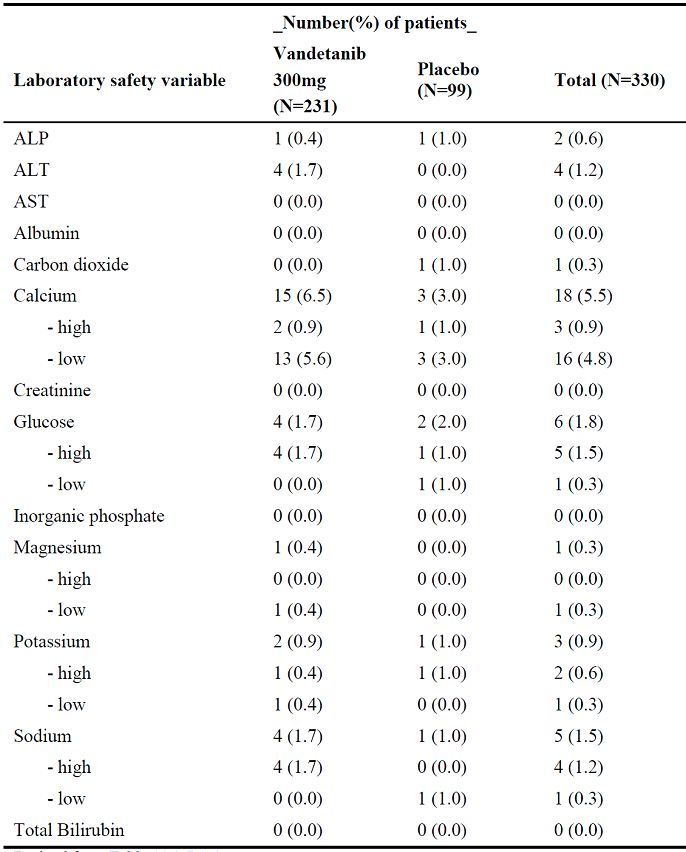 _Number(%) of patients_
Laboratory safety variable Vandetanib 300mg (N=231) Placebo (N=99) Total (N=330)
ALP 1 (0.4) 1 (1.0) 2 (0.6)
ALT 4 (1.7) 0 (0.0) 4 (1.2)
AST 0 (0.0) 0 (0.0) 0 (0.0)
Albumin 0 (0.0) 0 (0.0) 0 (0.0)
Carbon dioxide 0 (0.0) 1 (1.0) 1 (0.3)
Calcium 15 (6.5) 3 (3.0) 18 (5.5)
- high 2 (0.9) 1 (1.0) 3 (0.9)
- low 13 (5.6) 3 (3.0) 16 (4.8)
Creatinine 0 (0.0) 0 (0.0) 0 (0.0)
Glucose 4 (1.7) 2 (2.0) 6 (1.8)
- high 4 (1.7) 1 (1.0) 5 (1.5)
- low 0 (0.0) 1 (1.0) 1 (0.3)
Inorganic phosphate 0 (0.0) 0 (0.0) 0 (0.0)
Magnesium 1 (0.4) 0 (0.0) 1 (0.3)
- high 0 (0.0) 0 (0.0) 0 (0.0)
- low 1 (0.4) 0 (0.0) 1 (0.3)
Potassium 2 (0.9) 1 (1.0) 3 (0.9)
- high 1 (0.4) 1 (1.0) 2 (0.6)
- low 1 (0.4) 0 (0.0) 1 (0.3)
Sodium 4 (1.7) 1 (1.0) 5 (1.5)
- high 4 (1.7) 0 (0.0) 4 (1.2)
- low 0 (0.0) 1 (1.0) 1 (0.3)
Total Bilirubin 0 (0.0) 0 (0.0) 0 (0.0)